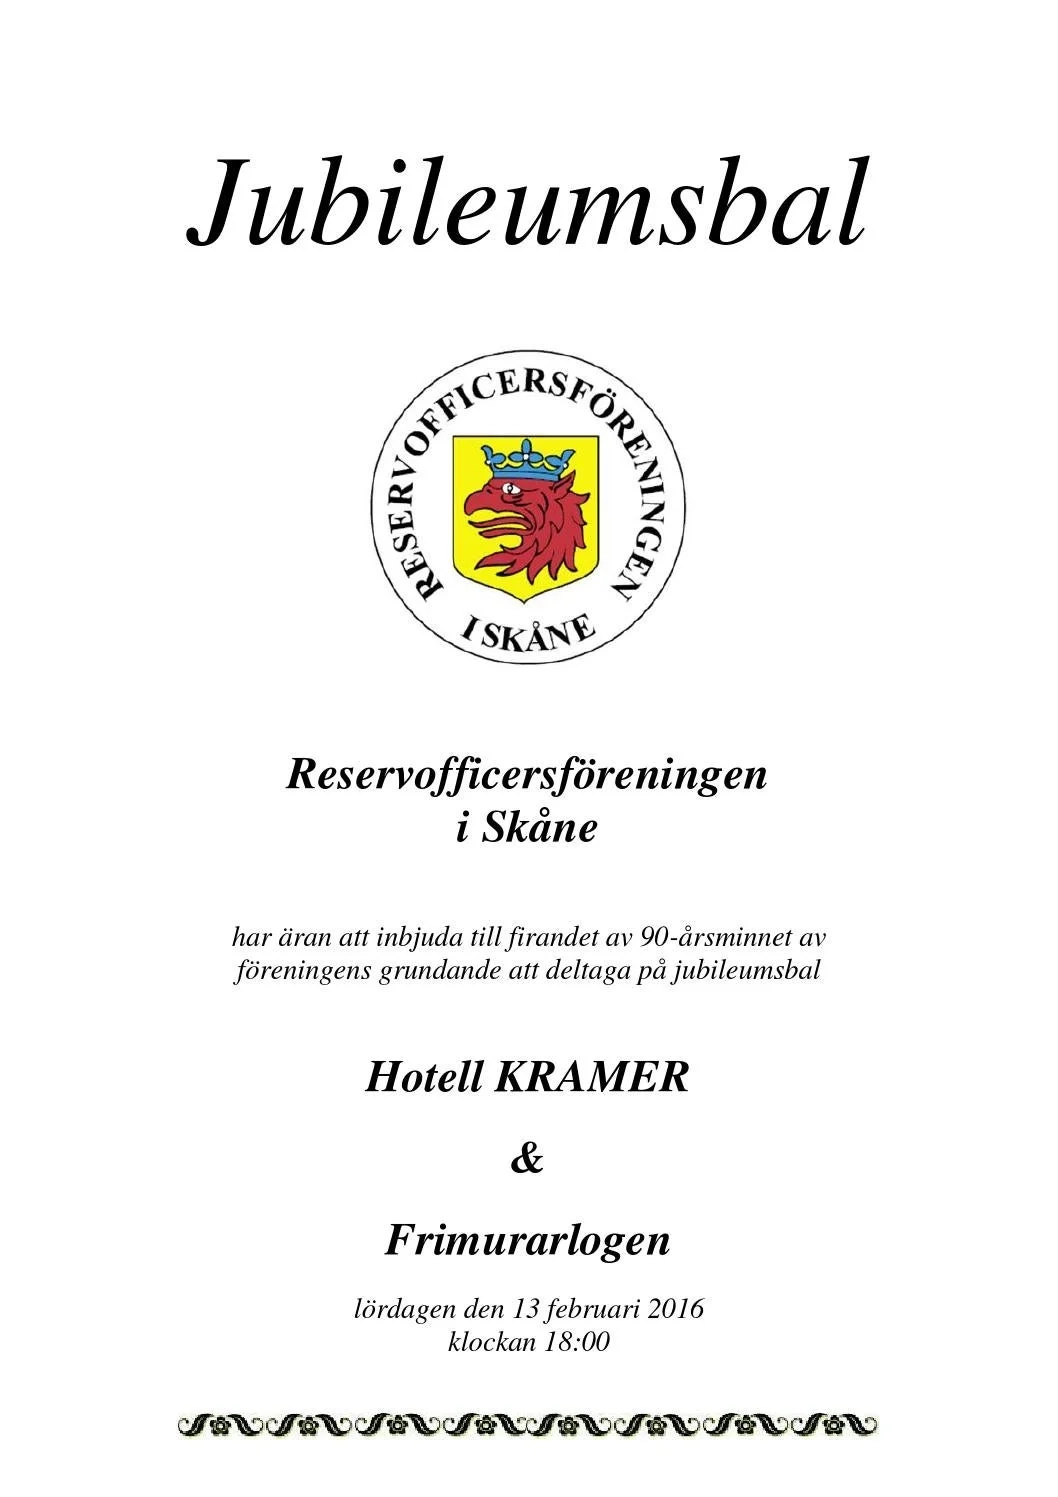 Jubileumsbal
RESERVOFFICERSFÖRENINGEN
I SKÅNE
Reservofficersföreningen
i Skåne
har äran att inbjuda till firandet av 90-årsminnet av
föreningens grundande att deltaga på jubileumsbal
Hotell KRAMER
&
Frimurarlogen
lördagen den 13 februari 2016
klockan 18:00